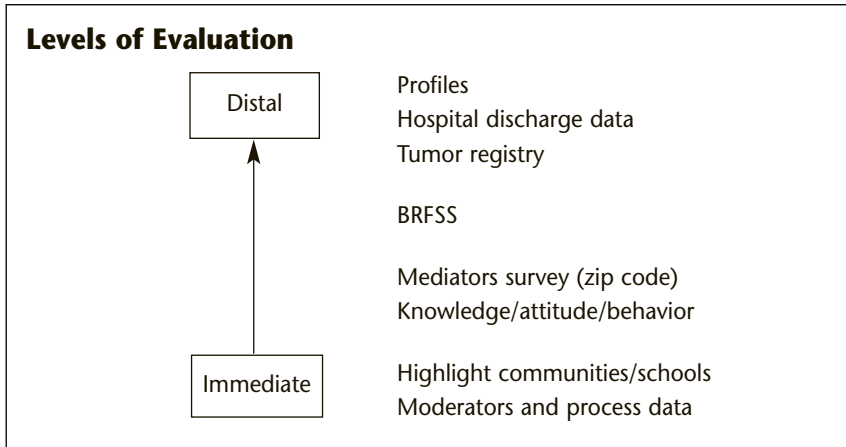 Levels of Evaluation
Distal
Profiles
Hospital discharge data
Tumor registry
BRFSS
Mediators survey (zip code)
Knowledge/attitude/behavior
Immediate
Highlight communities/schools
Moderators and process data